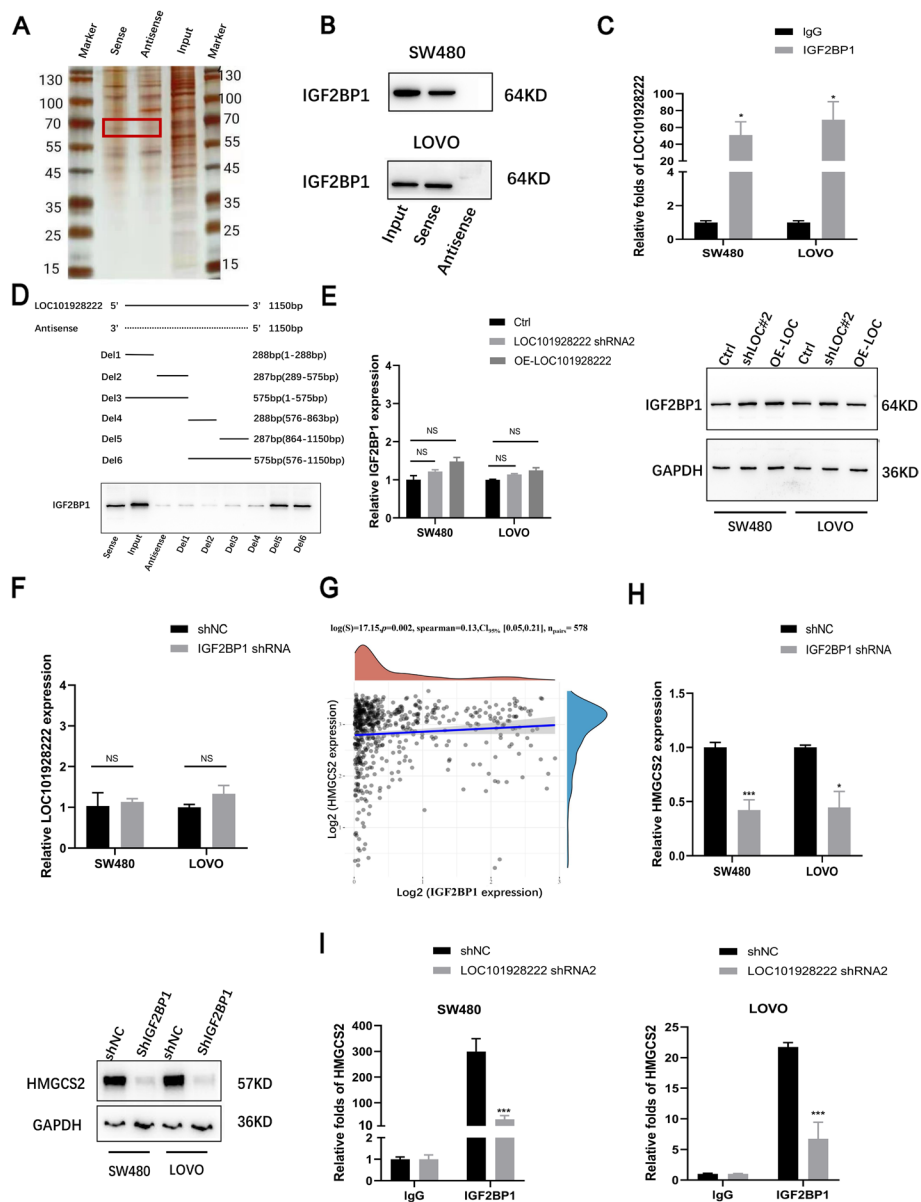 A
Marker
Sense
Antisense
Input
Marker
130
100
70
55
45
35
25
15
130
100
70
55
45
35
25
15
B
SW480
IGF2BP1
64KD
LOVO
IGF2BP1
64KD
Input
Sense
Antisense
C
IgG
IGF2BP1
Relative folds of LOC101928222
100
80
60
40
20
4
2
0
*
*
SW480
LOVO
D
LOC101928222 5' 3' 1150bp
Antisense 3' 5' 1150bp
Del1 288bp(1-288bp)
Del2 287bp(289-575bp)
Del3 575bp(1-575bp)
Del4 288bp(576-863bp)
Del5 287bp(864-1150bp)
Del6 575bp(576-1150bp)
IGF2BP1
Sense
Input
Antisense
Del1
Del2
Del3
Del4
Del5
Del6
E
Ctrl
LOC101928222 shRNA2
OE-LOC101928222
Relative IGF2BP1 expression
4
3
2
1
0
NS
NS
NS
NS
SW480
LOVO
Ctrl
shLOC#2
OE-LOC
Ctrl
shLOC#2
OE-LOC
IGF2BP1
64KD
GAPDH
36KD
SW480
LOVO
F
shNC
IGF2BP1 shRNA
Relative LOC101928222 expression
4
3
2
1
0
NS
NS
SW480
LOVO
G
log(S)=17.15,p=0.002, spearman=0.13,CI95% [0.05,0.21], npairs= 578
Log2 (HMGCS2 expression)
3
2
1
0
1
2
3
Log2 (IGF2BP1 expression)
H
shNC
IGF2BP1 shRNA
Relative HMGCS2 expression
1.5
1.0
0.5
0.0
***
*
SW480
LOVO
shNC
ShIGF2BP1
shNC
ShIGF2BP1
HMGCS2
57KD
GAPDH
36KD
SW480
LOVO
I
shNC
LOC101928222 shRNA2
SW480
Relative folds of HMGCS2
400
300
200
100
10
2
1
0
***
IgG
IGF2BP1
shNC
LOC101928222 shRNA2
LOVO
Relative folds of HMGCS2
25
20
15
10
5
0
***
IgG
IGF2BP1